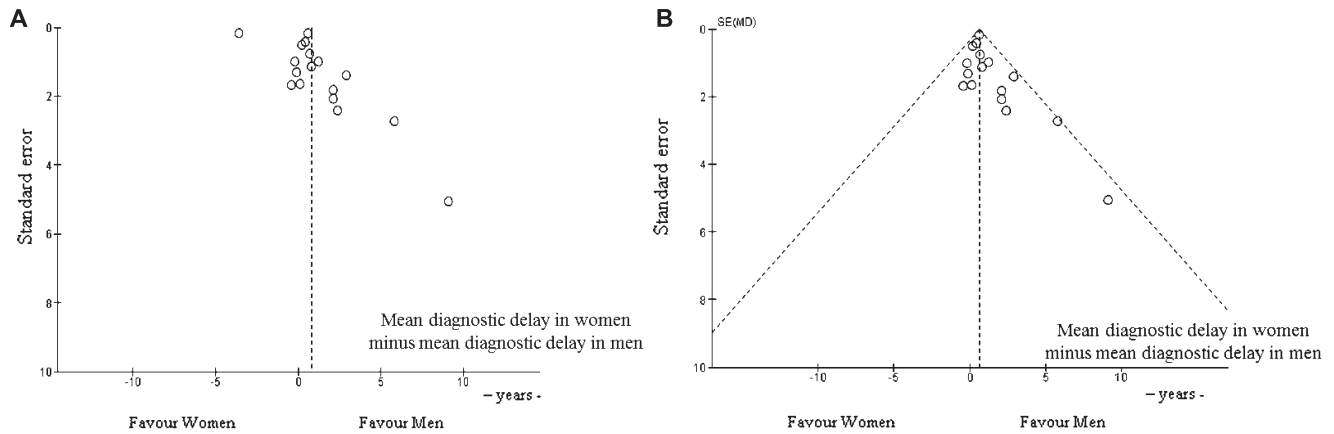 A
0
2
4
6
8
10
Standard error
-10
-5
0
5
10
– years -
Mean diagnostic delay in women
minus mean diagnostic delay in men
Favour Women
Favour Men
B
SE(MD)
0
2
4
6
8
10
Standard error
-10
-5
0
5
10
– years -
Mean diagnostic delay in women
minus mean diagnostic delay in men
Favour Women
Favour Men